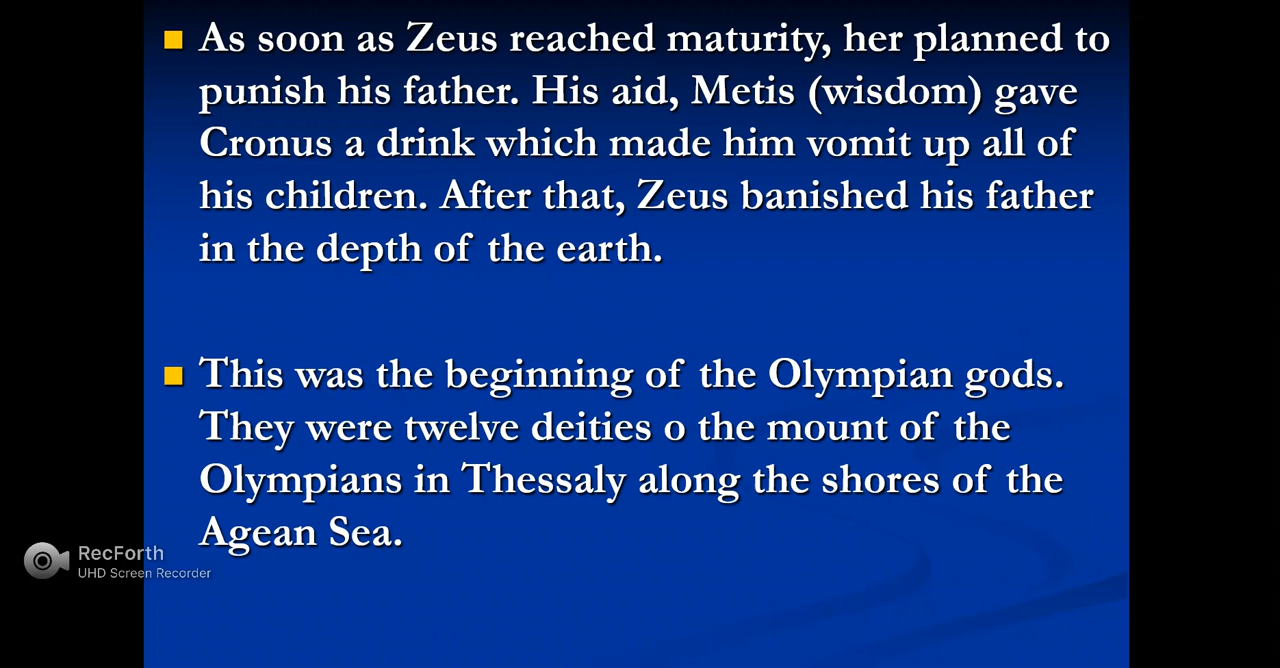 As soon as Zeus reached maturity, her planned to
punish his father. His aid, Metis (wisdom) gave
Cronus a drink which made him vomit up all of
his children. After that, Zeus banished his father
in the depth of the earth.
This was the beginning of the Olympian gods.
They were twelve deities o the mount of the
Olympians in Thessaly along the shores of the
Agean Sea.
RecForth
UHD Screen Recorder